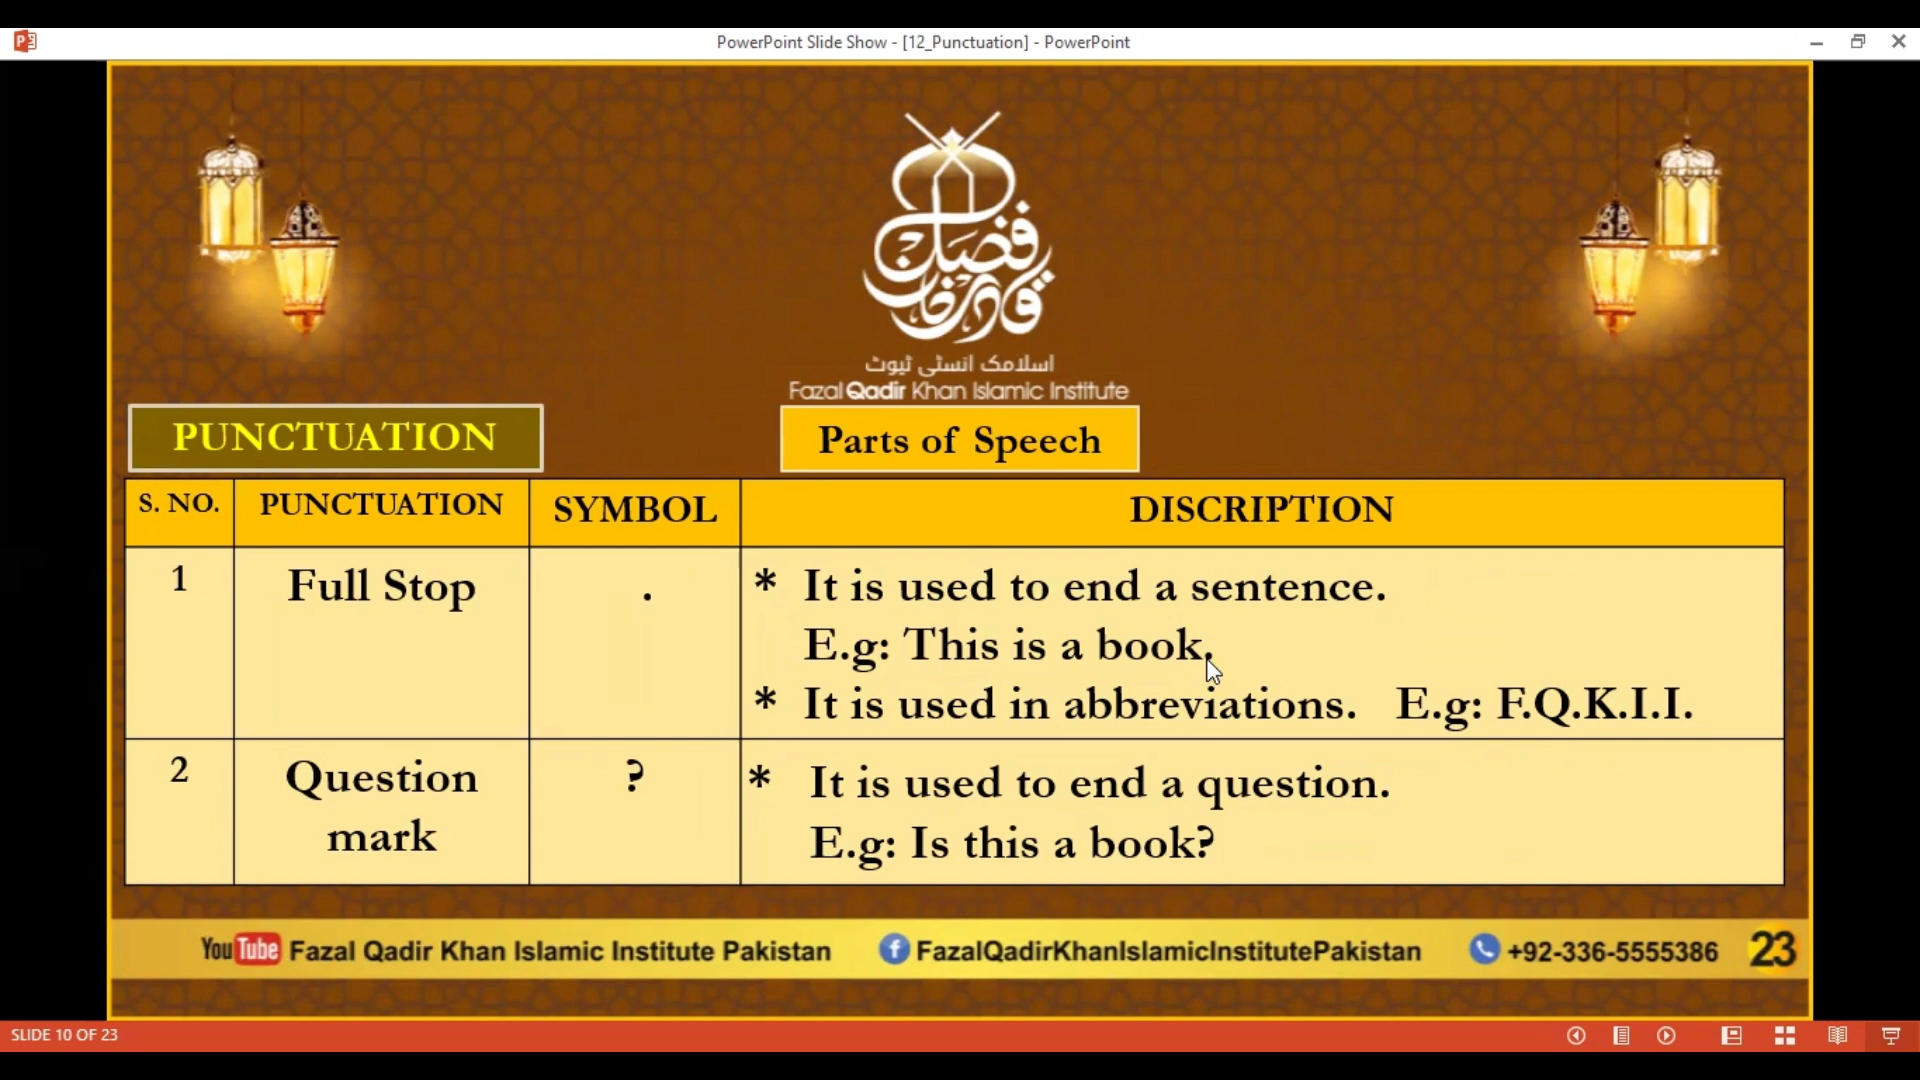 PowerPoint Slide Show - [12_Punctuation] - PowerPoint
فضل
قادر خان
اسلامک انسٹی ٹیوٹ
Fazal Qadir Khan Islamic Institute
PUNCTUATION
Parts of Speech
S. NO. PUNCTUATION SYMBOL DISCRIPTION
1 Full Stop . * It is used to end a sentence.
E.g: This is a book.
* It is used in abbreviations. E.g: F.Q.K.I.I.
2 Question ? * It is used to end a question.
mark E.g: Is this a book?
YouTube Fazal Qadir Khan Islamic Institute Pakistan FazalQadirKhanIslamicInstitutePakistan +92-336-5555386 23
SLIDE 10 OF 23